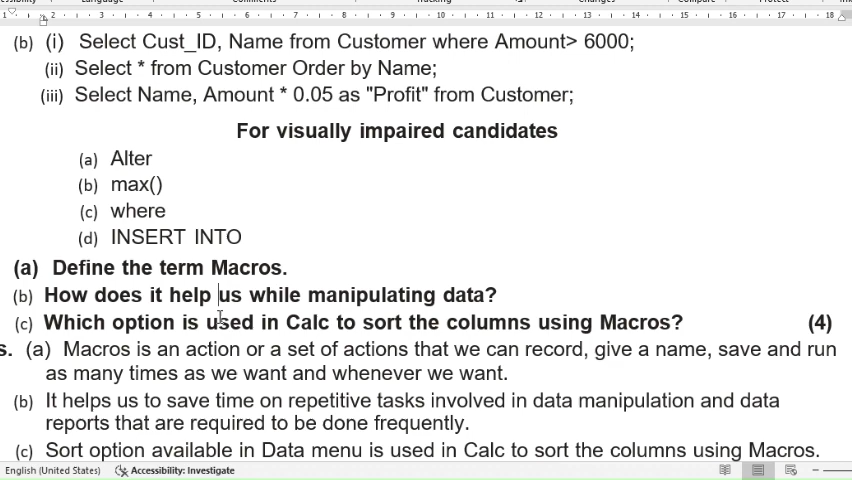 (b) (i) Select Cust_ID, Name from Customer where Amount> 6000;
(ii) Select * from Customer Order by Name;
(iii) Select Name, Amount * 0.05 as "Profit" from Customer;
For visually impaired candidates
(a) Alter
(b) max()
(c) where
(d) INSERT INTO
(a) Define the term Macros.
(b) How does it help us while manipulating data?
(c) Which option is used in Calc to sort the columns using Macros? (4)
s. (a) Macros is an action or a set of actions that we can record, give a name, save and run
as many times as we want and whenever we want.
(b) It helps us to save time on repetitive tasks involved in data manipulation and data
reports that are required to be done frequently.
(c) Sort option available in Data menu is used in Calc to sort the columns using Macros.
English (United States) Accessibility: Investigate